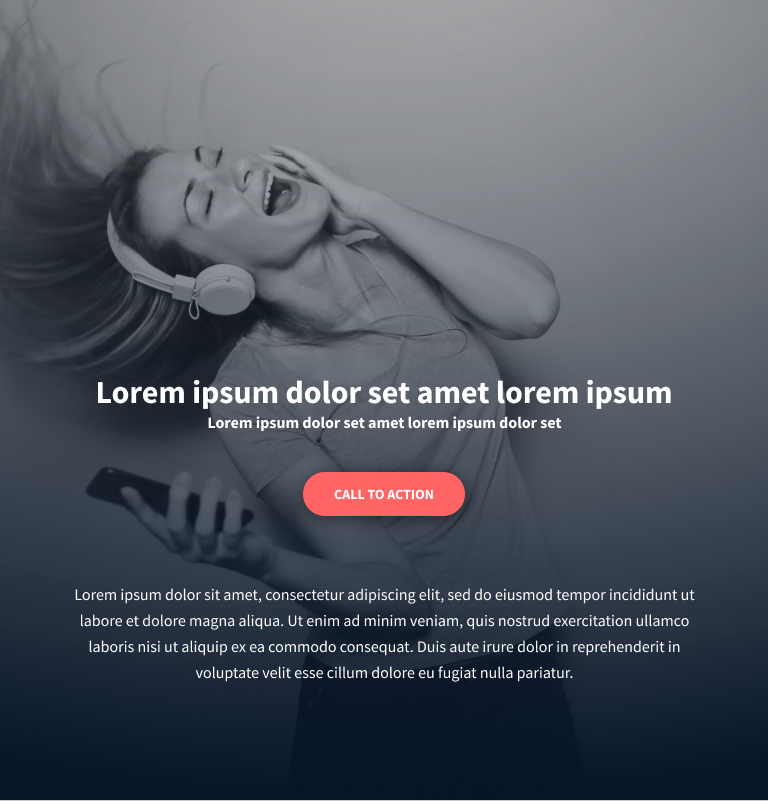 Lorem ipsum dolor set amet lorem ipsum
Lorem ipsum dolor set amet lorem ipsum dolor set
CALL TO ACTION
Lorem ipsum dolor sit amet, consectetur adipiscing elit, sed do eiusmod tempor incididunt ut
labore et dolore magna aliqua. Ut enim ad minim veniam, quis nostrud exercitation ullamco
laboris nisi ut aliquip ex ea commodo consequat. Duis aute irure dolor in reprehenderit in
voluptate velit esse cillum dolore eu fugiat nulla pariatur.